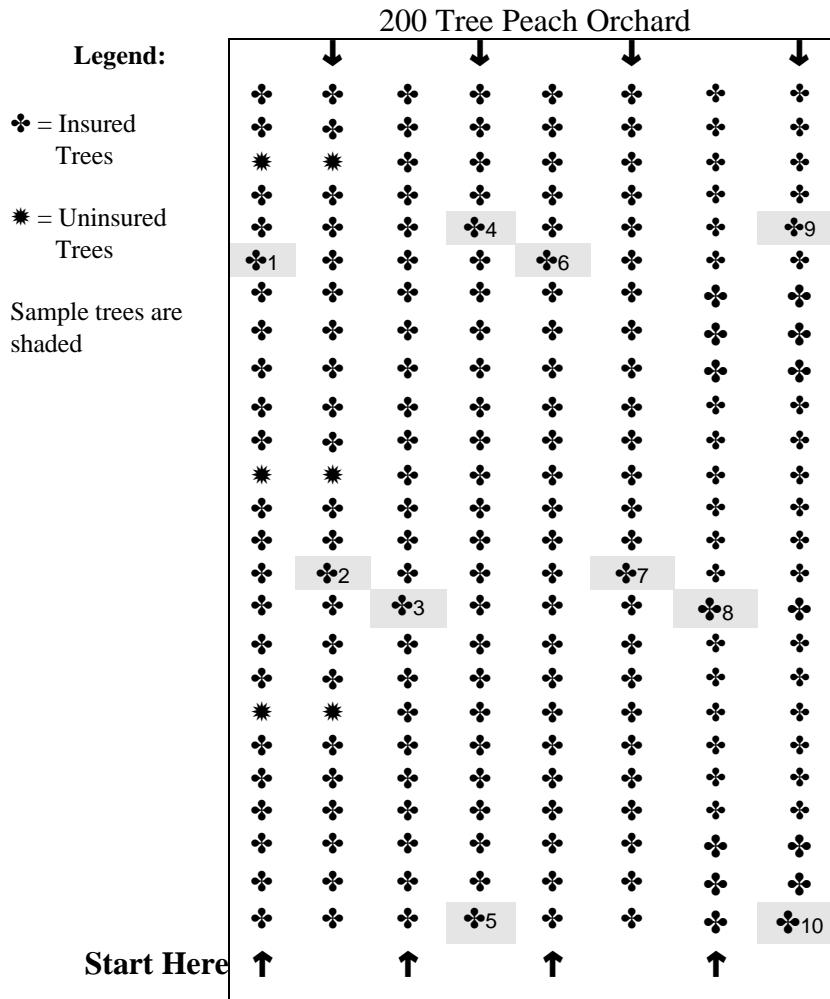 200 Tree Peach Orchard
Legend:
✤ = Insured
Trees
✹ = Uninsured
Trees
Sample trees are
shaded
4
9
1
6
2
7
3
8
5
10
Start Here